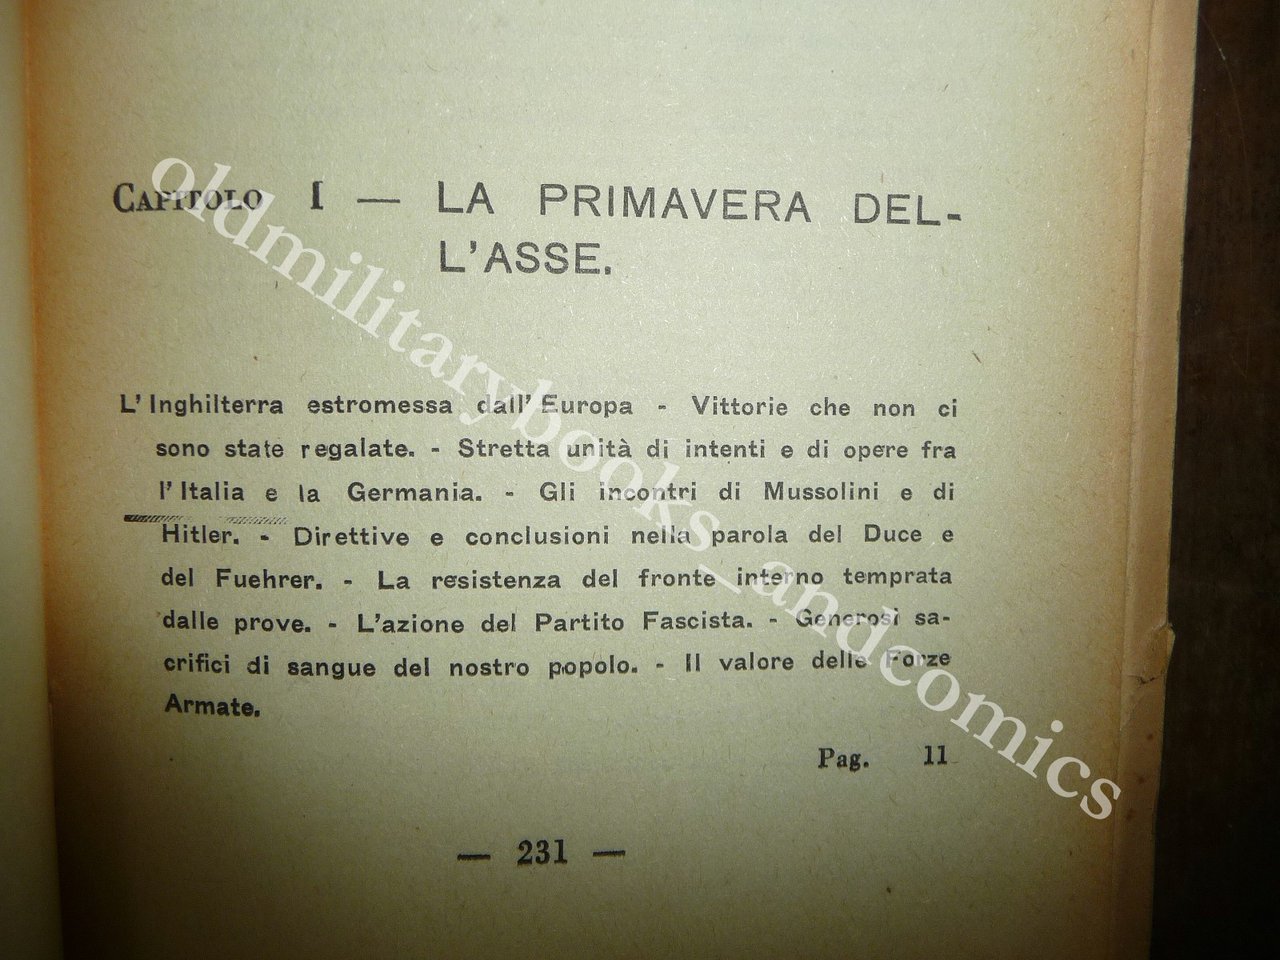 CAPITOLO I — LA PRIMAVERA DEL-
L'ASSE.
L'Inghilterra estromessa dall'Europa - Vittorie che non ci
sono state regalate. - Stretta unità di intenti e di opere fra
l'Italia e la Germania. - Gli incontri di Mussolini e di
Hitler. - Direttive e conclusioni nella parola del Duce e
del Fuehrer. - La resistenza del fronte interno temprata
dalle prove. - L'azione del Partito Fascista. - Generosi sa-
crifici di sangue del nostro popolo. - Il valore delle Forze
Armate.
Pag. 11
— 231 —
oldmilitarybooks_andcomics